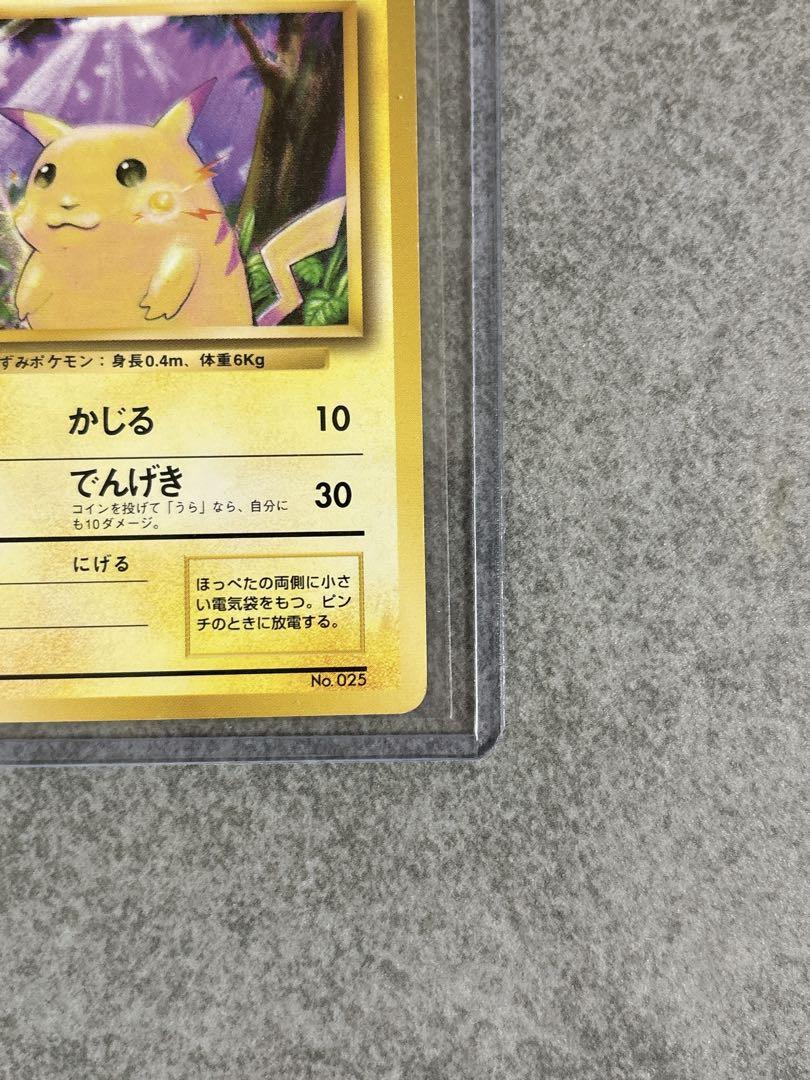 ずみポケモン：身長0.4m、体重6Kg
かじる 10
でんげき 30
コインを投げて「うら」なら、自分に
も10ダメージ。
にげる
ほっぺたの両側に小さ
い電気袋をもつ。ピン
チのときに放電する。
No. 025